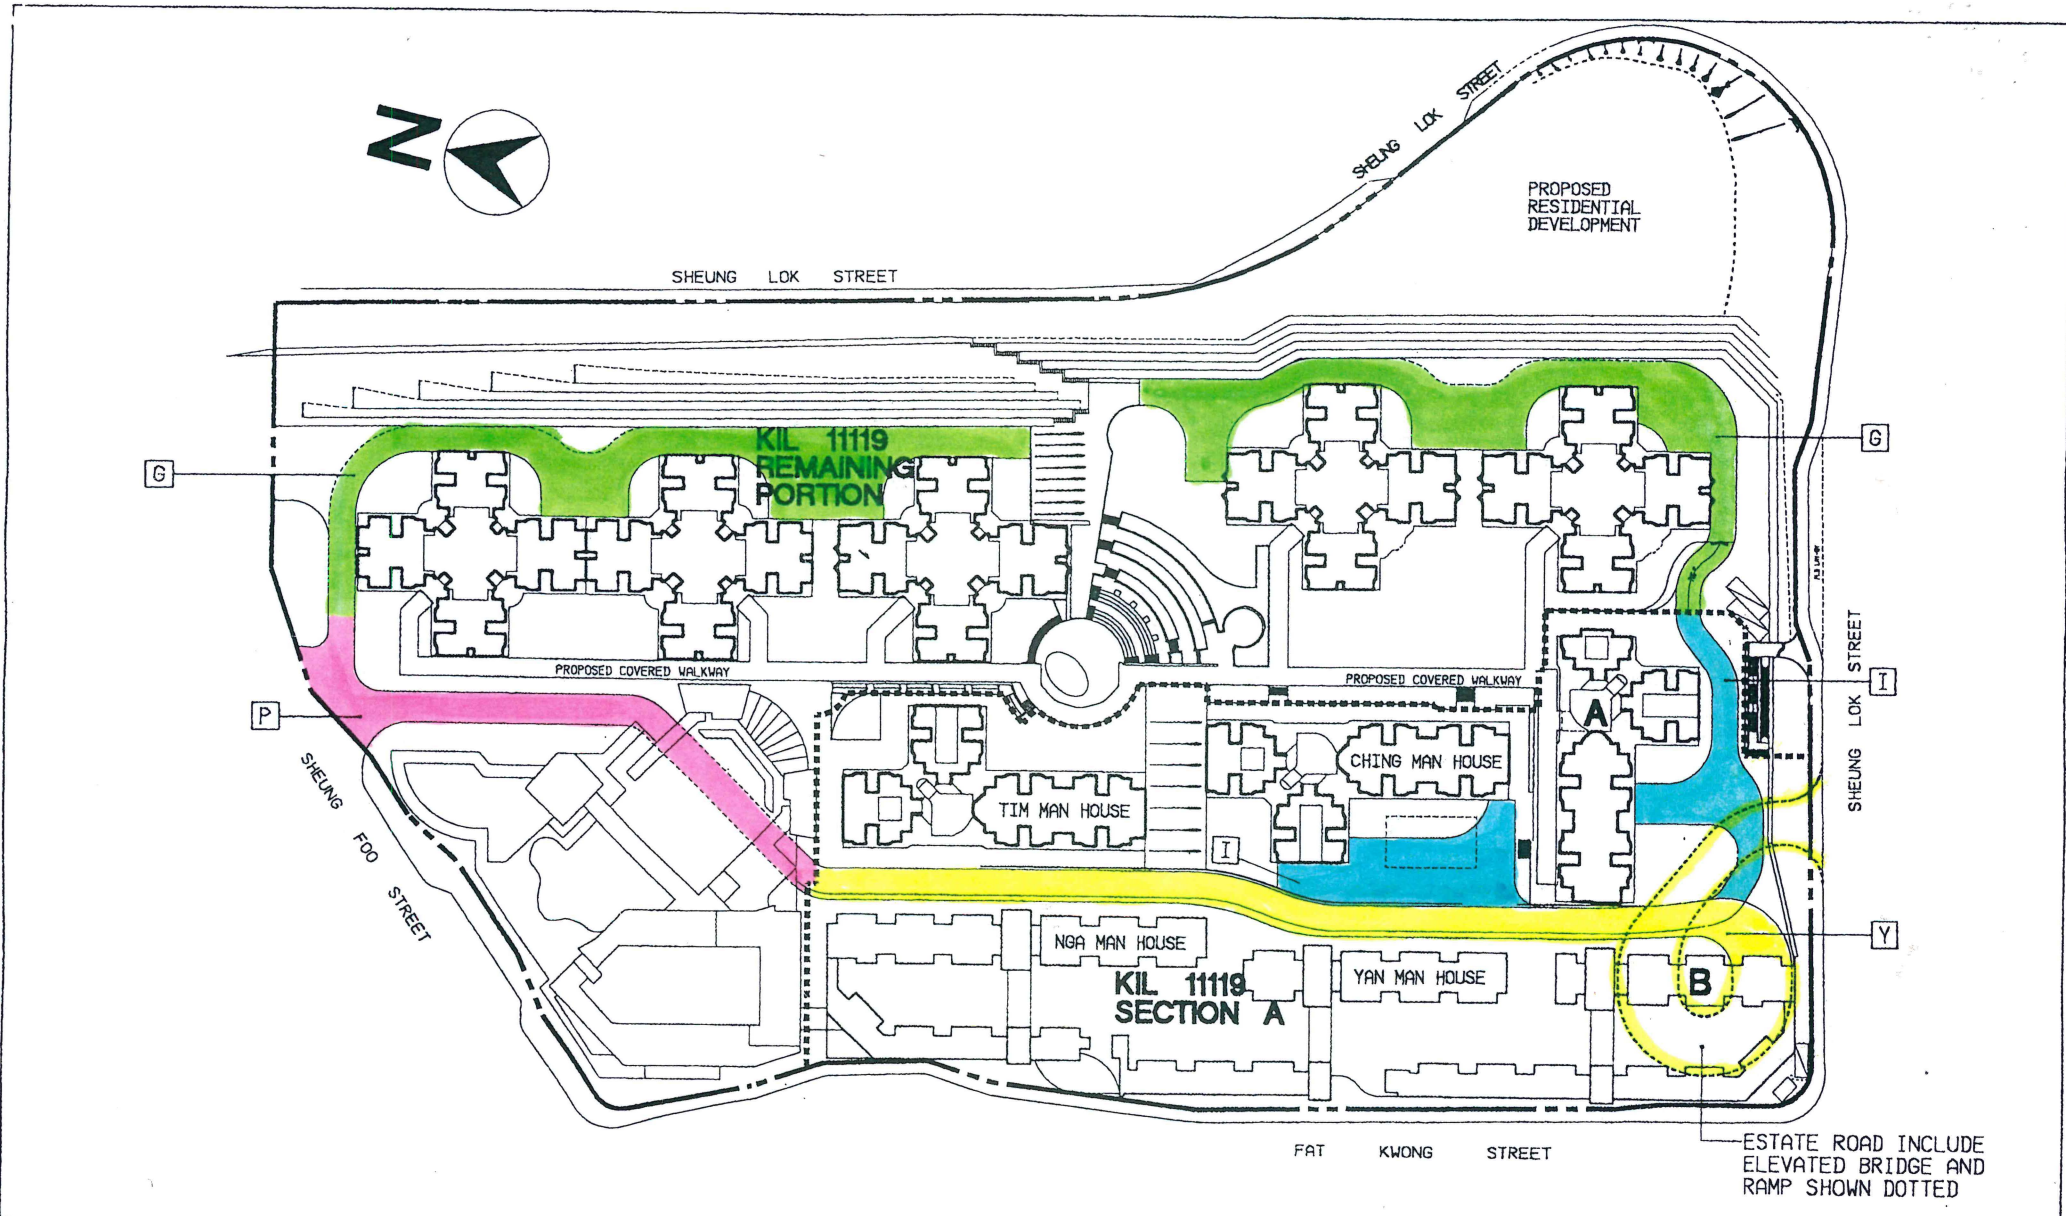 N
SHEUNG LOK STREET
PROPOSED
RESIDENTIAL
DEVELOPMENT
SHEUNG LOK STREET
G
KIL 11119
REMAINING
PORTION
G
PROPOSED COVERED WALKWAY
PROPOSED COVERED WALKWAY
SHEUNG LOK STREET
I
P
A
SHEUNG FOO STREET
CHING MAN HOUSE
TIM MAN HOUSE
I
NGA MAN HOUSE
Y
YAN MAN HOUSE
KIL 11119
SECTION A
B
FAT KWONG STREET
ESTATE ROAD INCLUDE
ELEVATED BRIDGE AND
RAMP SHOWN DOTTED